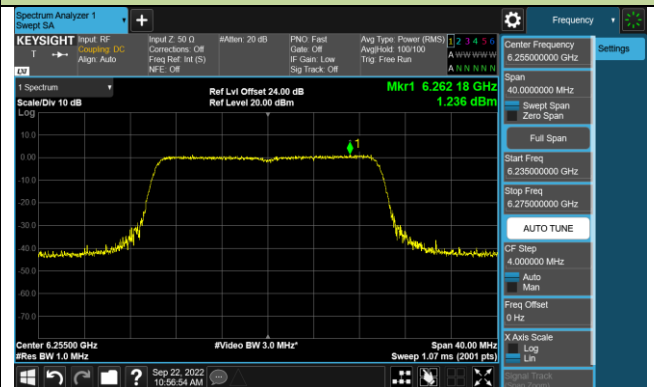 Spectrum Analyzer 1
Swept SA
Frequency
KEYSIGHT
Input: RF
Coupling: DC
Align: Auto
Input Z: 50 Ω
Corrections: Off
Freq Ref: Int (S)
NFE: Off
#Atten: 20 dB
PNO: Fast
Gate: Off
IF Gain: Low
Sig Track: Off
Avg Type: Power (RMS)
Avg|Hold: 100/100
Trig: Free Run
1 2 3 4 5 6
A W W W W W
A N N N N N
T
LXI
1 Spectrum
Scale/Div 10 dB
Log
Ref Lvl Offset 24.00 dB
Ref Level 20.00 dBm
Mkr1 6.262 18 GHz
1.236 dBm
1
10.0
0.00
-10.0
-20.0
-30.0
-40.0
-50.0
-60.0
-70.0
Center 6.25500 GHz
#Res BW 1.0 MHz
#Video BW 3.0 MHz*
Span 40.00 MHz
Sweep 1.07 ms (2001 pts)
Sep 22, 2022
10:56:54 AM
Center Frequency
6.255000000 GHz
Settings
Span
40.0000000 MHz
Swept Span
Zero Span
Full Span
Start Freq
6.235000000 GHz
Stop Freq
6.275000000 GHz
AUTO TUNE
CF Step
4.000000 MHz
Auto
Man
Freq Offset
0 Hz
X Axis Scale
Log
Lin
Signal Track
(Span Zoom)